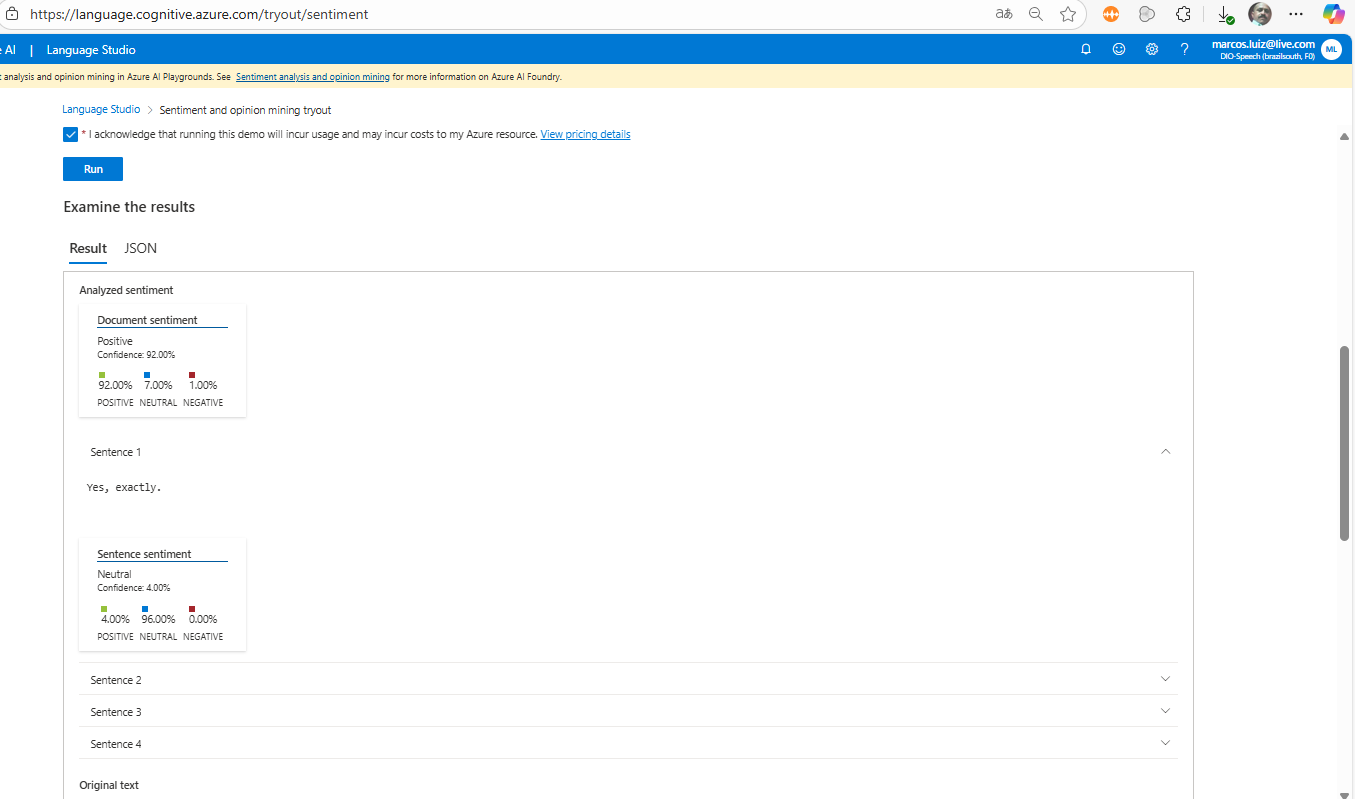 https://language.cognitive.azure.com/tryout/sentiment
AI | Language Studio
marcos.luiz@live.com
DIO-Speech (brazilsouth, F0)
ML
analysis and opinion mining in Azure AI Playgrounds. See Sentiment analysis and opinion mining for more information on Azure AI Foundry.
Language Studio > Sentiment and opinion mining tryout
* I acknowledge that running this demo will incur usage and may incur costs to my Azure resource. View pricing details
Run
Examine the results
Result JSON
Analyzed sentiment
Document sentiment
Positive
Confidence: 92.00%
92.00% 7.00% 1.00%
POSITIVE NEUTRAL NEGATIVE
Sentence 1
Yes, exactly.
Sentence sentiment
Neutral
Confidence: 4.00%
4.00% 96.00% 0.00%
POSITIVE NEUTRAL NEGATIVE
Sentence 2
Sentence 3
Sentence 4
Original text